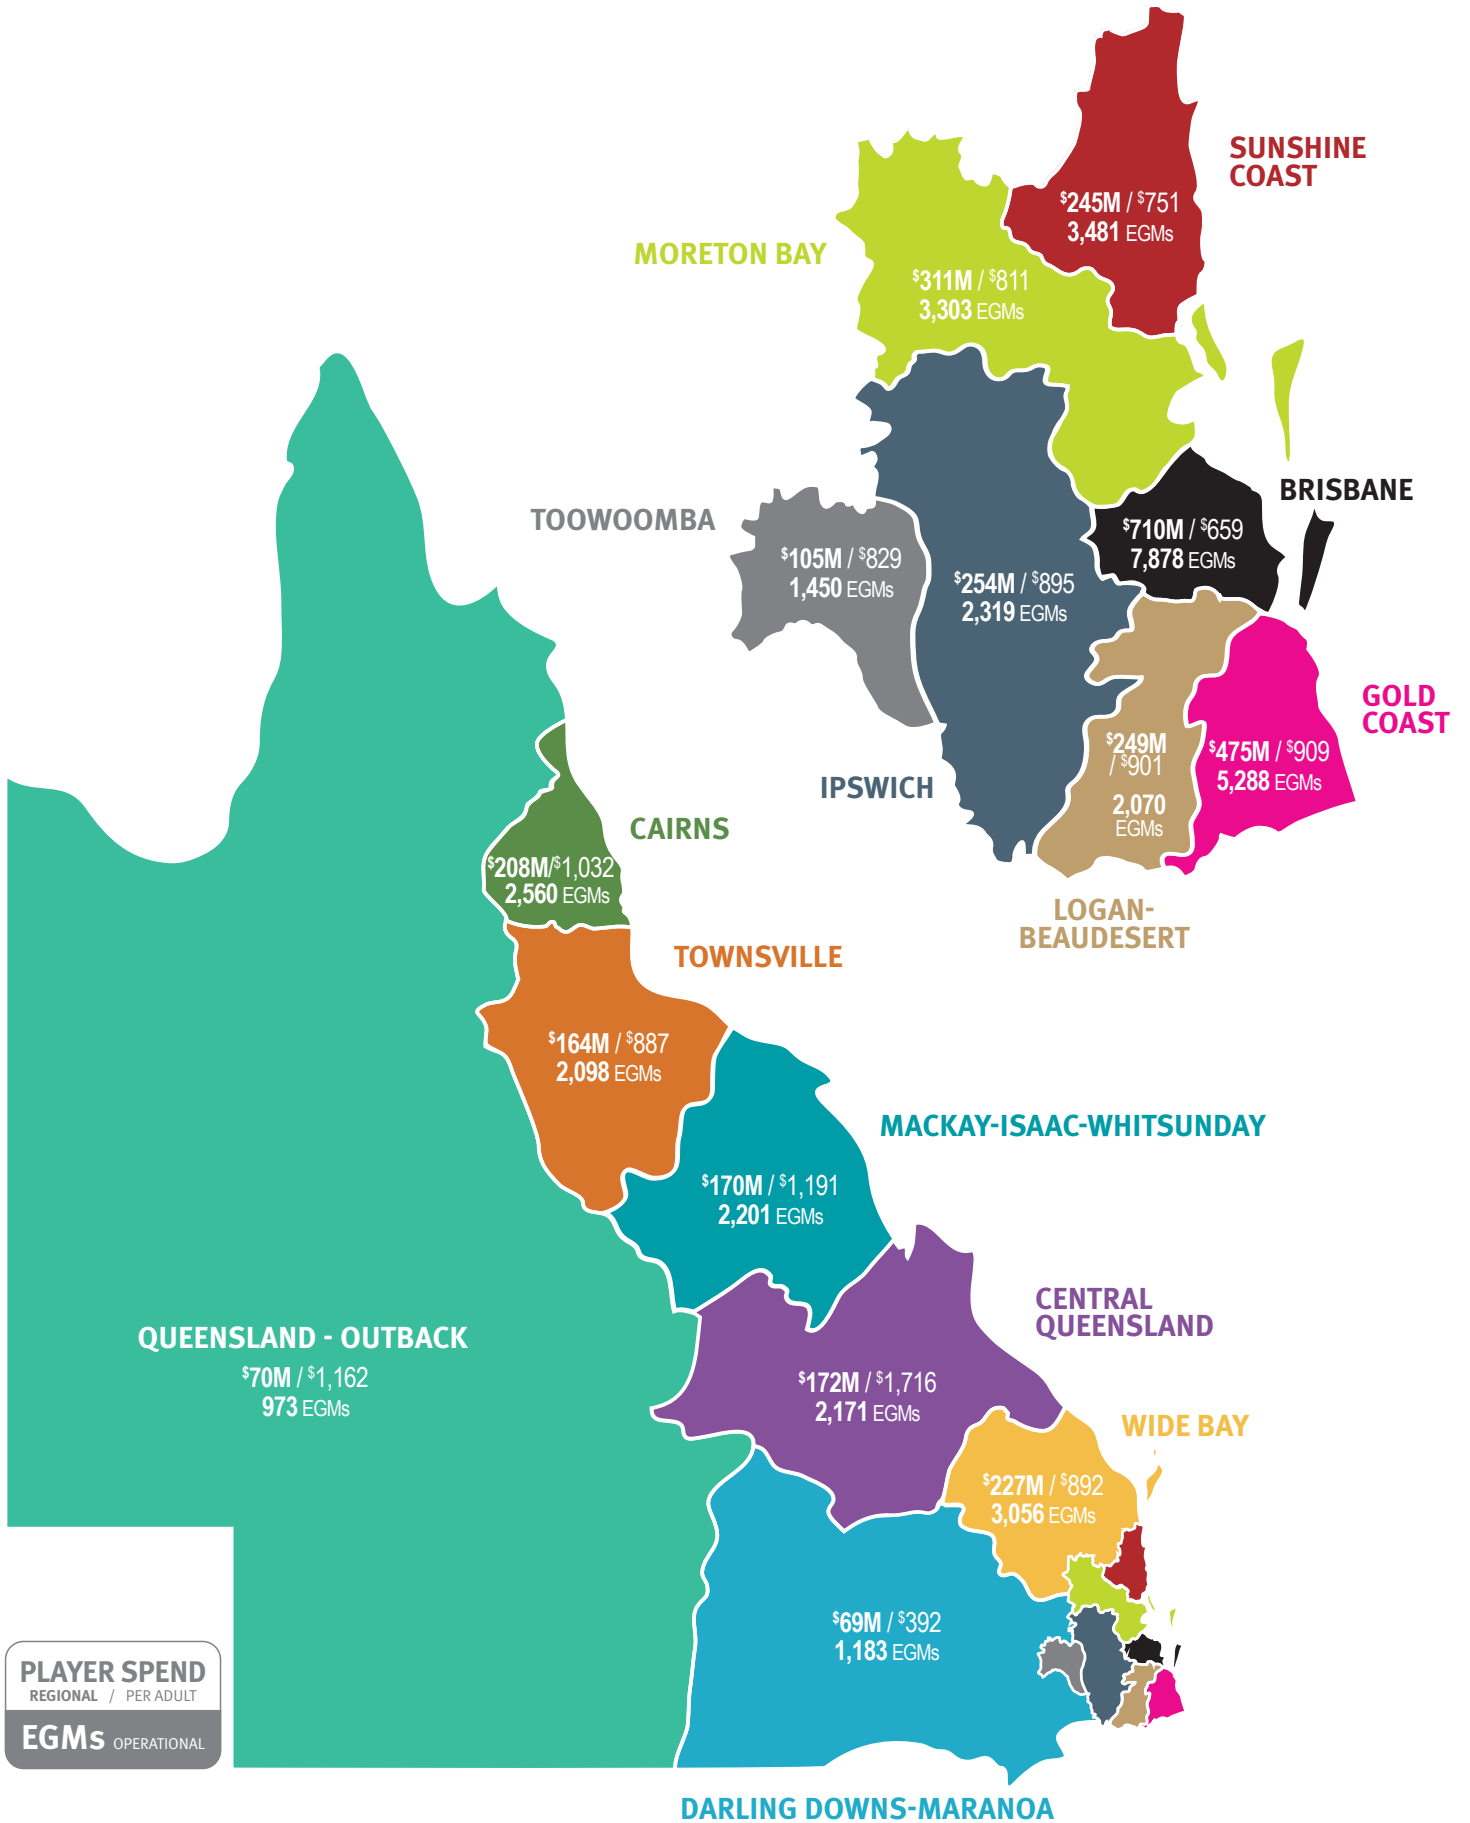 SUNSHINE
COAST
$245M / $751
3,481 EGMs
MORETON BAY
$311M / $811
3,303 EGMs
BRISBANE
$710M / $659
7,878 EGMs
TOOWOOMBA
$105M / $829
1,450 EGMs
$254M / $895
2,319 EGMs
IPSWICH
GOLD
COAST
$475M / $909
5,288 EGMs
$249M
/ $901
2,070
EGMs
LOGAN-
BEAUDESERT
CAIRNS
$208M/$1,032
2,560 EGMs
TOWNSVILLE
$164M / $887
2,098 EGMs
MACKAY-ISAAC-WHITSUNDAY
$170M / $1,191
2,201 EGMs
CENTRAL
QUEENSLAND
$172M / $1,716
2,171 EGMs
QUEENSLAND - OUTBACK
$70M / $1,162
973 EGMs
WIDE BAY
$227M / $892
3,056 EGMs
$69M / $392
1,183 EGMs
DARLING DOWNS-MARANOA
PLAYER SPEND
REGIONAL / PER ADULT
EGMs OPERATIONAL